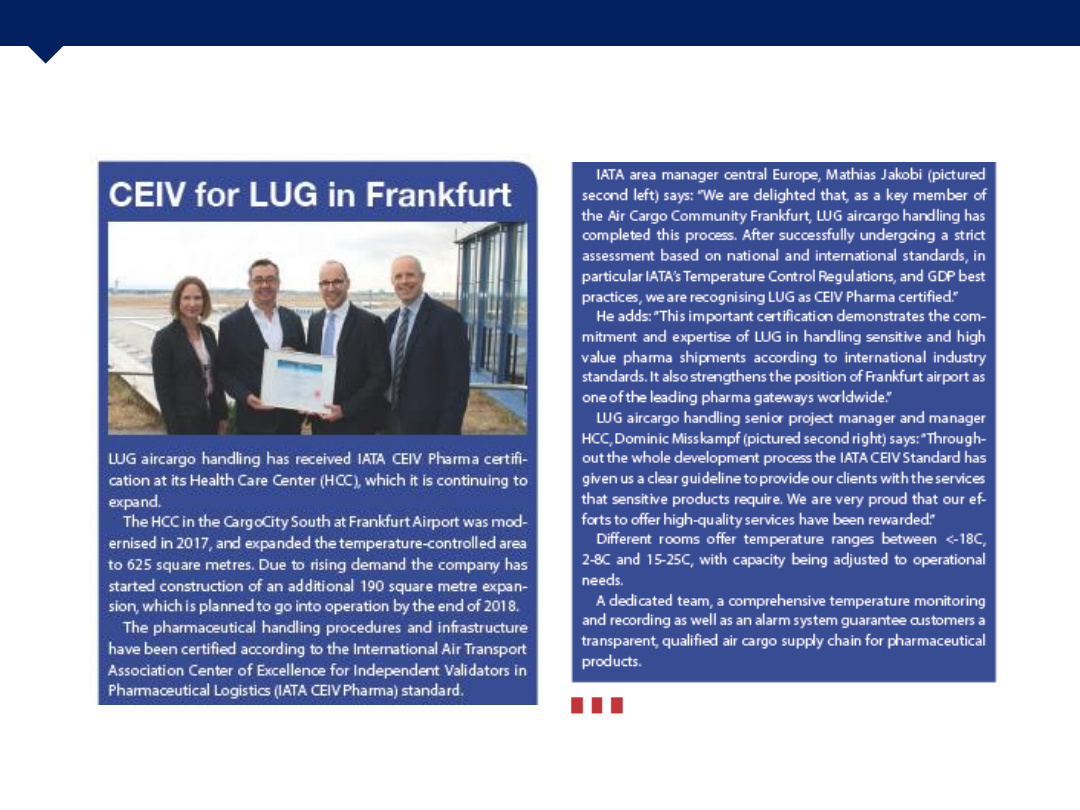 CEIV for LUG in Frankfurt
LUG aircargo handling has received IATA CEIV Pharma certifi-
cation at its Health Care Center (HCC), which it is continuing to
expand.
The HCC in the CargoCity South at Frankfurt Airport was mod-
ernised in 2017, and expanded the temperature-controlled area
to 625 square metres. Due to rising demand the company has
started construction of an additional 190 square metre expan-
sion, which is planned to go into operation by the end of 2018.
The pharmaceutical handling procedures and infrastructure
have been certified according to the International Air Transport
Association Center of Excellence for Independent Validators in
Pharmaceutical Logistics (IATA CEIV Pharma) standard.
IATA area manager central Europe, Mathias Jakobi (pictured
second left) says: "We are delighted that, as a key member of
the Air Cargo Community Frankfurt, LUG aircargo handling has
completed this process. After successfully undergoing a strict
assessment based on national and international standards, in
particular IATA's Temperature Control Regulations, and GDP best
practices, we are recognising LUG as CEIV Pharma certified."
He adds: "This important certification demonstrates the com-
mitment and expertise of LUG in handling sensitive and high
value pharma shipments according to international industry
standards. It also strengthens the position of Frankfurt airport as
one of the leading pharma gateways worldwide."
LUG aircargo handling senior project manager and manager
HCC, Dominic Misskampf (pictured second right) says: "Through-
out the whole development process the IATA CEIV Standard has
given us a clear guideline to provide our clients with the services
that sensitive products require. We are very proud that our ef-
forts to offer high-quality services have been rewarded."
Different rooms offer temperature ranges between <-18C,
2-8C and 15-25C, with capacity being adjusted to operational
needs.
A dedicated team, a comprehensive temperature monitoring
and recording as well as an alarm system guarantee customers a
transparent, qualified air cargo supply chain for pharmaceutical
products.